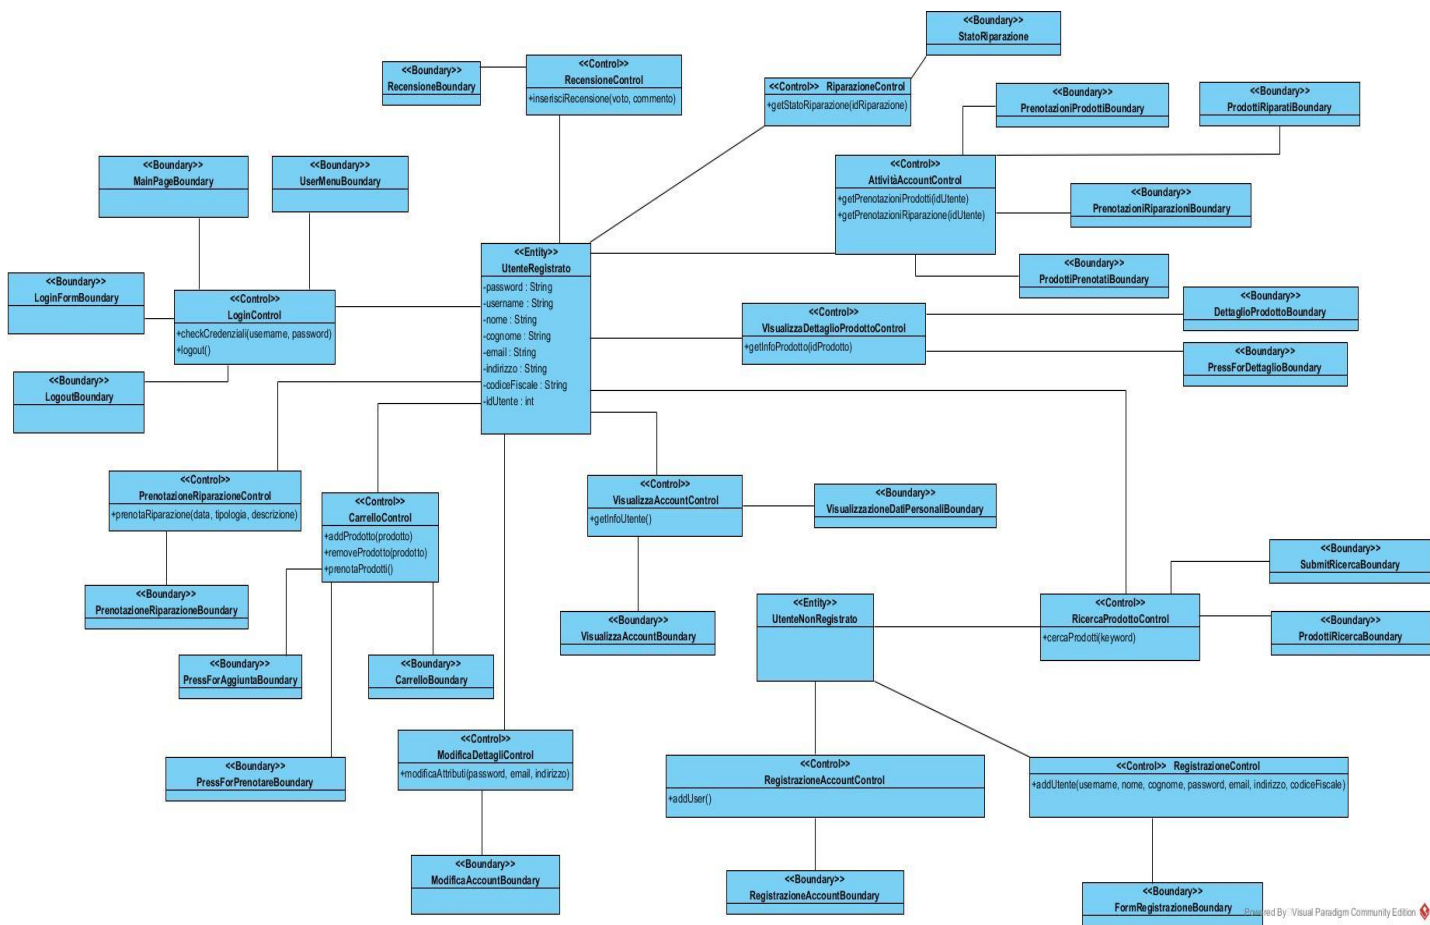 <<Boundary>>
StatoRiparazione
<<Boundary>>
RecensioneBoundary
<<Control>>
RecensioneControl
+inserisciRecensione(voto, commento)
<<Control>> RiparazioneControl
+getStatoRiparazione(idRiparazione)
<<Boundary>>
PrenotazioniProdottiBoundary
<<Boundary>>
ProdottiRiparatiBoundary
<<Boundary>>
MainPageBoundary
<<Boundary>>
UserMenuBoundary
<<Control>>
AttivitàAccountControl
+getPrenotazioniProdotti(idUtente)
+getPrenotazioniRiparazione(idUtente)
<<Boundary>>
PrenotazioniRiparazioniBoundary
<<Boundary>>
ProdottiPrenotatiBoundary
<<Entity>>
UtenteRegistrato
-password : String
-username : String
-nome : String
-cognome : String
-email : String
-indirizzo : String
-codiceFiscale : String
-idUtente : int
<<Boundary>>
LoginFormBoundary
<<Control>>
LoginControl
+checkCredenziali(username, password)
+logout()
<<Boundary>>
LogoutBoundary
<<Control>>
VisualizzaDettaglioProdottoControl
+getInfoProdotto(idProdotto)
<<Boundary>>
DettaglioProdottoBoundary
<<Boundary>>
PressForDettaglioBoundary
<<Control>>
PrenotazioneRiparazioneControl
+prenotaRiparazione(data, tipologia, descrizione)
<<Control>>
CarrelloControl
+addProdotto(prodotto)
+removeProdotto(prodotto)
+prenotaProdotti()
<<Control>>
VisualizzaAccountControl
+getInfoUtente()
<<Boundary>>
VisualizzazioneDatiPersonaliBoundary
<<Boundary>>
PrenotazioneRiparazioneBoundary
<<Boundary>>
VisualizzaAccountBoundary
<<Entity>>
UtenteNonRegistrato
<<Control>>
RicercaProdottoControl
+cercaProdotti(keyword)
<<Boundary>>
SubmitRicercaBoundary
<<Boundary>>
ProdottiRicercaBoundary
<<Boundary>>
PressForAggiuntaBoundary
<<Boundary>>
CarrelloBoundary
<<Boundary>>
PressForPrenotareBoundary
<<Control>>
ModificaDettagliControl
+modificaAttributi(password, email, indirizzo)
<<Control>>
RegistrazioneAccountControl
+addUser()
<<Control>> RegistrazioneControl
+addUtente(username, nome, cognome, password, email, indirizzo, codiceFiscale)
<<Boundary>>
ModificaAccountBoundary
<<Boundary>>
RegistrazioneAccountBoundary
<<Boundary>>
FormRegistrazioneBoundary
Powered By Visual Paradigm Community Edition